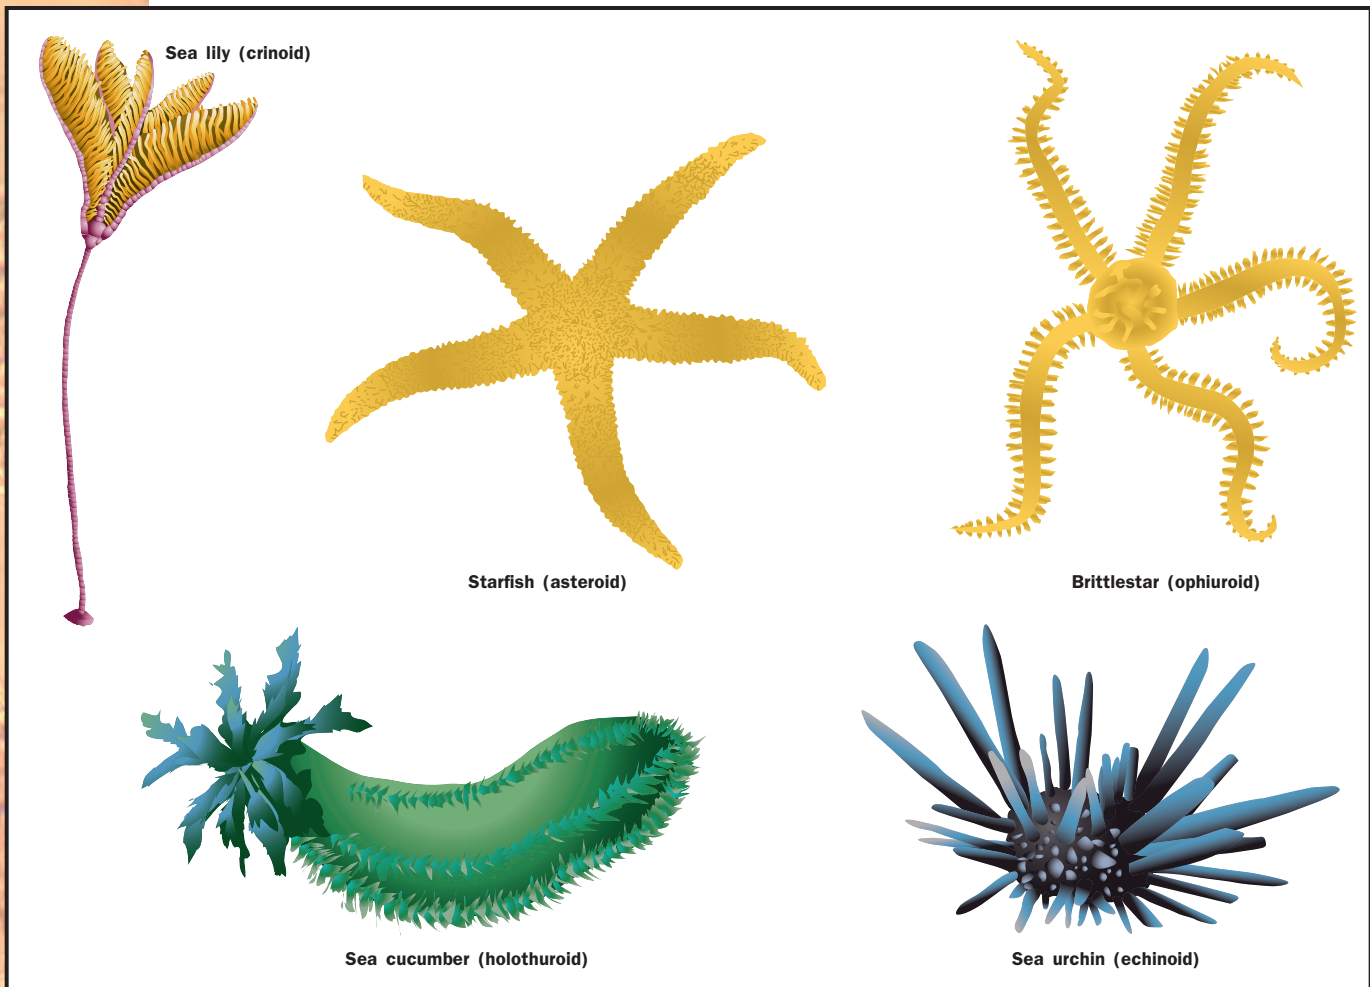 Sea lily (crinoid)
Starfish (asteroid)
Brittlestar (ophiuroid)
Sea cucumber (holothuroid)
Sea urchin (echinoid)